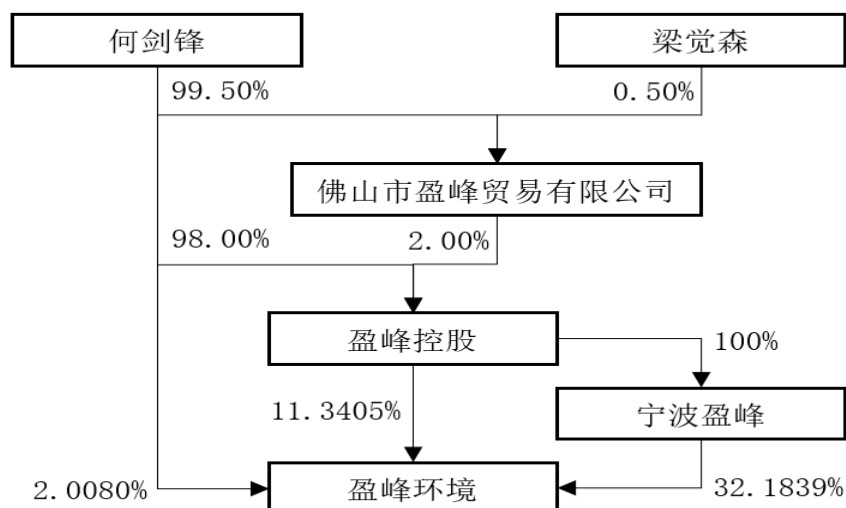 何剑锋
梁觉森
99.50%
0.50%
佛山市盈峰贸易有限公司
98.00%
2.00%
盈峰控股
100%
11.3405%
宁波盈峰
2.0080%
盈峰环境
32.1839%